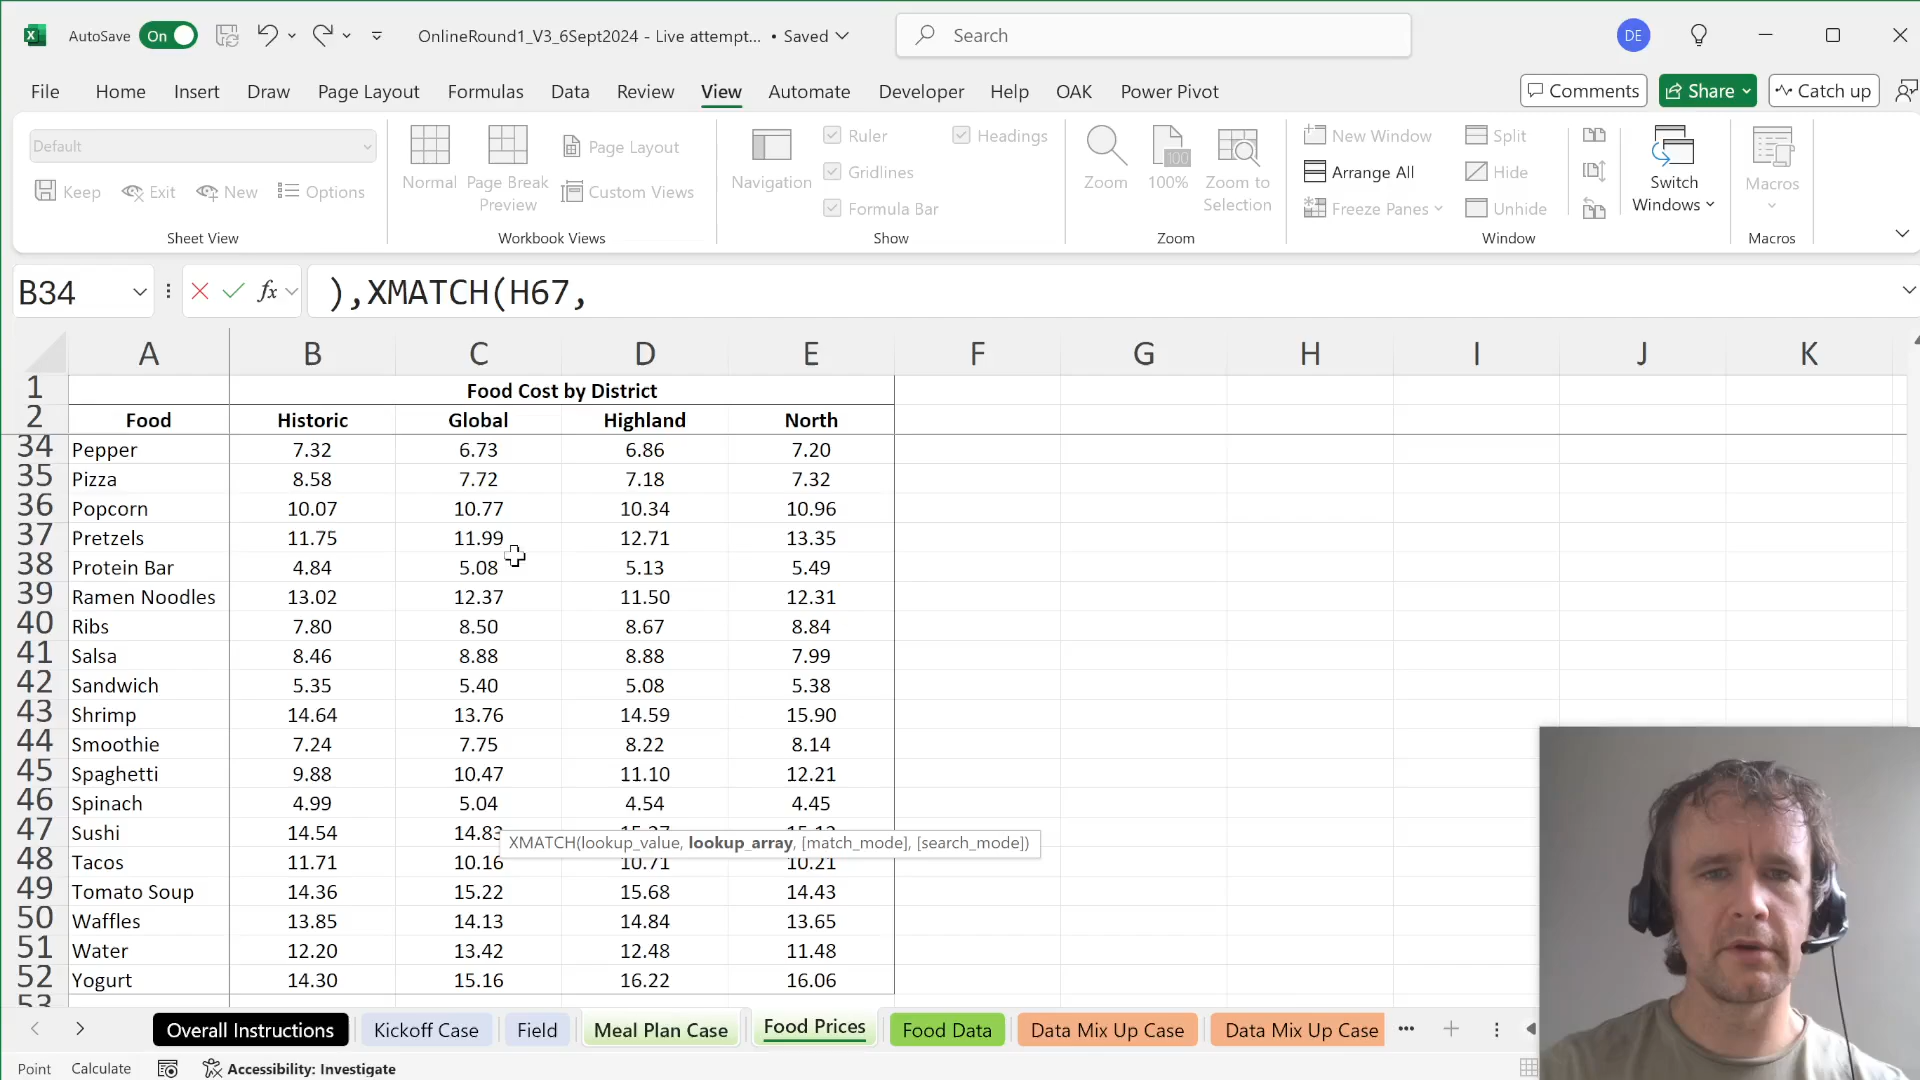 AutoSave On OnlineRound1_V3_6Sept2024 - Live attempt... • Saved Search DE
File Home Insert Draw Page Layout Formulas Data Review View Automate Developer Help OAK Power Pivot Comments Share Catch up
Default
Keep Exit New Options
Sheet View
Normal
Page Break Preview
Page Layout
Custom Views
Workbook Views
Navigation
Ruler
Gridlines
Formula Bar
Headings
Show
Zoom
100
100%
Zoom to Selection
Zoom
New Window
Arrange All
Freeze Panes
Split
Hide
Unhide
Switch Windows
Window
Macros
Macros
B34 fx ),XMATCH(H67,
A B C D E F G H I J K
1 Food Cost by District
2 Food Historic Global Highland North
34 Pepper 7.32 6.73 6.86 7.20
35 Pizza 8.58 7.72 7.18 7.32
36 Popcorn 10.07 10.77 10.34 10.96
37 Pretzels 11.75 11.99 12.71 13.35
38 Protein Bar 4.84 5.08 5.13 5.49
39 Ramen Noodles 13.02 12.37 11.50 12.31
40 Ribs 7.80 8.50 8.67 8.84
41 Salsa 8.46 8.88 8.88 7.99
42 Sandwich 5.35 5.40 5.08 5.38
43 Shrimp 14.64 13.76 14.59 15.90
44 Smoothie 7.24 7.75 8.22 8.14
45 Spaghetti 9.88 10.47 11.10 12.21
46 Spinach 4.99 5.04 4.54 4.45
47 Sushi 14.54 14.83
XMATCH(lookup_value, lookup_array, [match_mode], [search_mode])
48 Tacos 11.71 10.16 10.71 10.21
49 Tomato Soup 14.36 15.22 15.68 14.43
50 Waffles 13.85 14.13 14.84 13.65
51 Water 12.20 13.42 12.48 11.48
52 Yogurt 14.30 15.16 16.22 16.06
53
Overall Instructions Kickoff Case Field Meal Plan Case Food Prices Food Data Data Mix Up Case Data Mix Up Case
Point Calculate Accessibility: Investigate